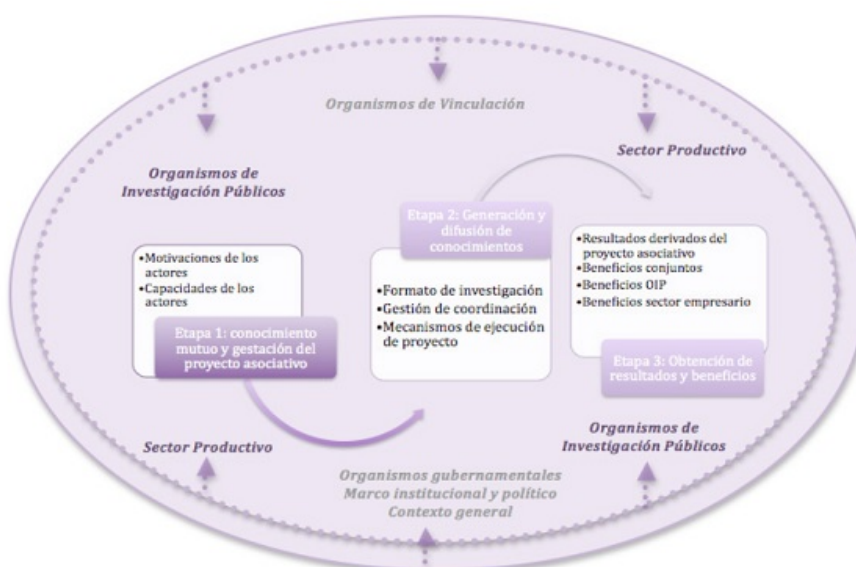 Organismos de Vinculación
Sector Productivo
Organismos de
Investigación Públicos
•Motivaciones de los
actores
•Capacidades de los
actores
Etapa 1: conocimiento
mutuo y gestación del
proyecto asociativo
Etapa 2: Generación y
difusión de
conocimientos
•Formato de investigación
•Gestión de coordinación
•Mecanismos de ejecución
de proyecto
•Resultados derivados del
proyecto asociativo
•Beneficios conjuntos
•Beneficios OIP
•Beneficios sector empresario
Etapa 3: Obtención de
resultados y beneficios
Sector Productivo
Organismos de
Investigación Públicos
Organismos gubernamentales
Marco institucional y político
Contexto general